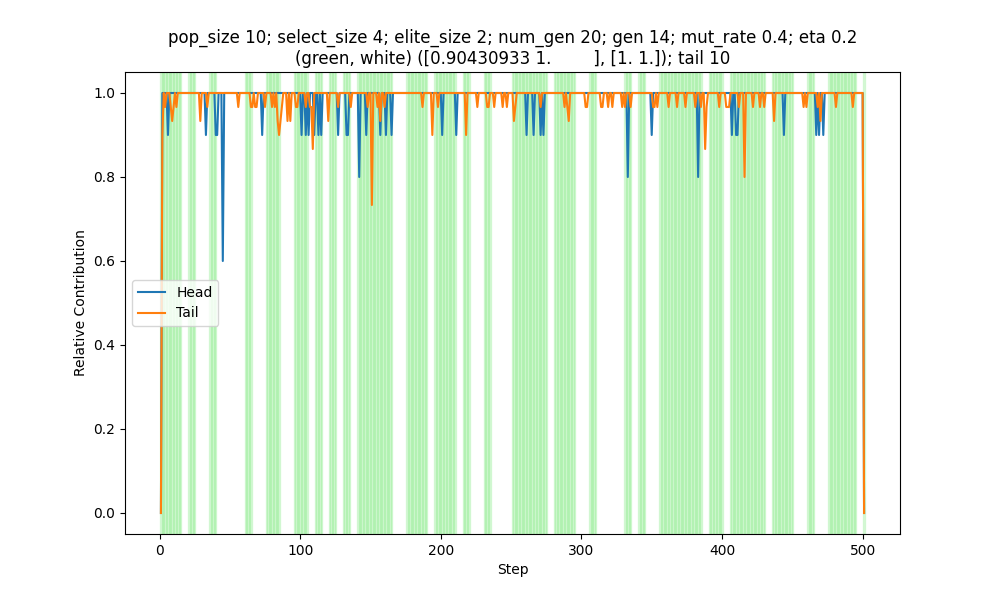 pop_size 10; select_size 4; elite_size 2; num_gen 20; gen 14; mut_rate 0.4; eta 0.2
(green, white) ([0.90430933 1.         ], [1. 1.]); tail 10
1.0
0.8
0.6
0.4
0.2
0.0
Relative Contribution
Head
Tail
0 100 200 300 400 500
Step